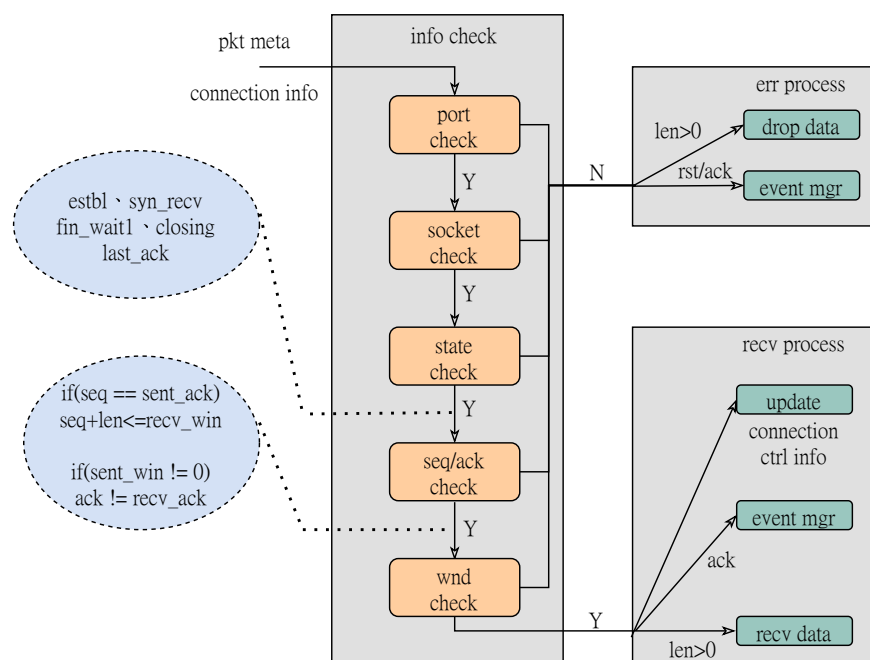 info check
pkt meta
connection info
port
check
Y
socket
check
Y
state
check
Y
seq/ack
check
Y
wnd
check
Y
N
estbl、syn_recv
fin_wait1、closing
last_ack
if(seq == sent_ack)
seq+len<=recv_win
if(sent_win != 0)
ack != recv_ack
err process
len>0
drop data
rst/ack
event mgr
recv process
update
connection
ctrl info
event mgr
ack
recv data
len>0